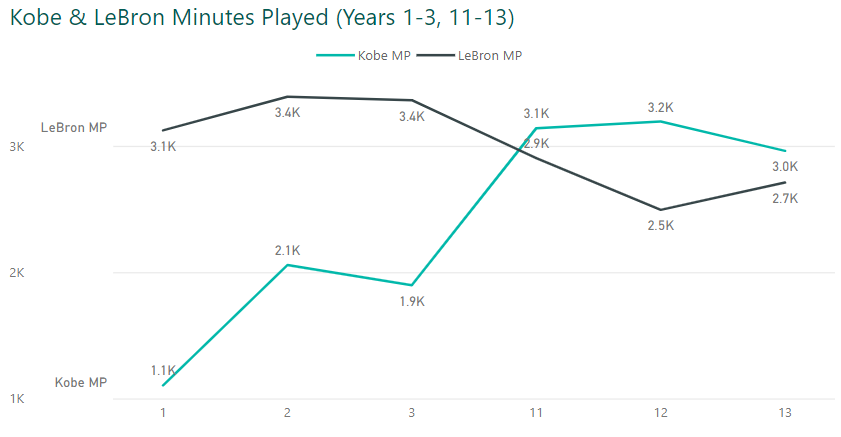 Kobe & LeBron Minutes Played (Years 1-3, 11-13)
Kobe MP LeBron MP
3.4K 3.4K 3.1K 3.2K
LeBron MP 3.1K 2.9K
3K
3.0K
2.7K
2.5K
2.1K
2K
1.9K
1.1K
Kobe MP
1K
1 2 3 11 12 13